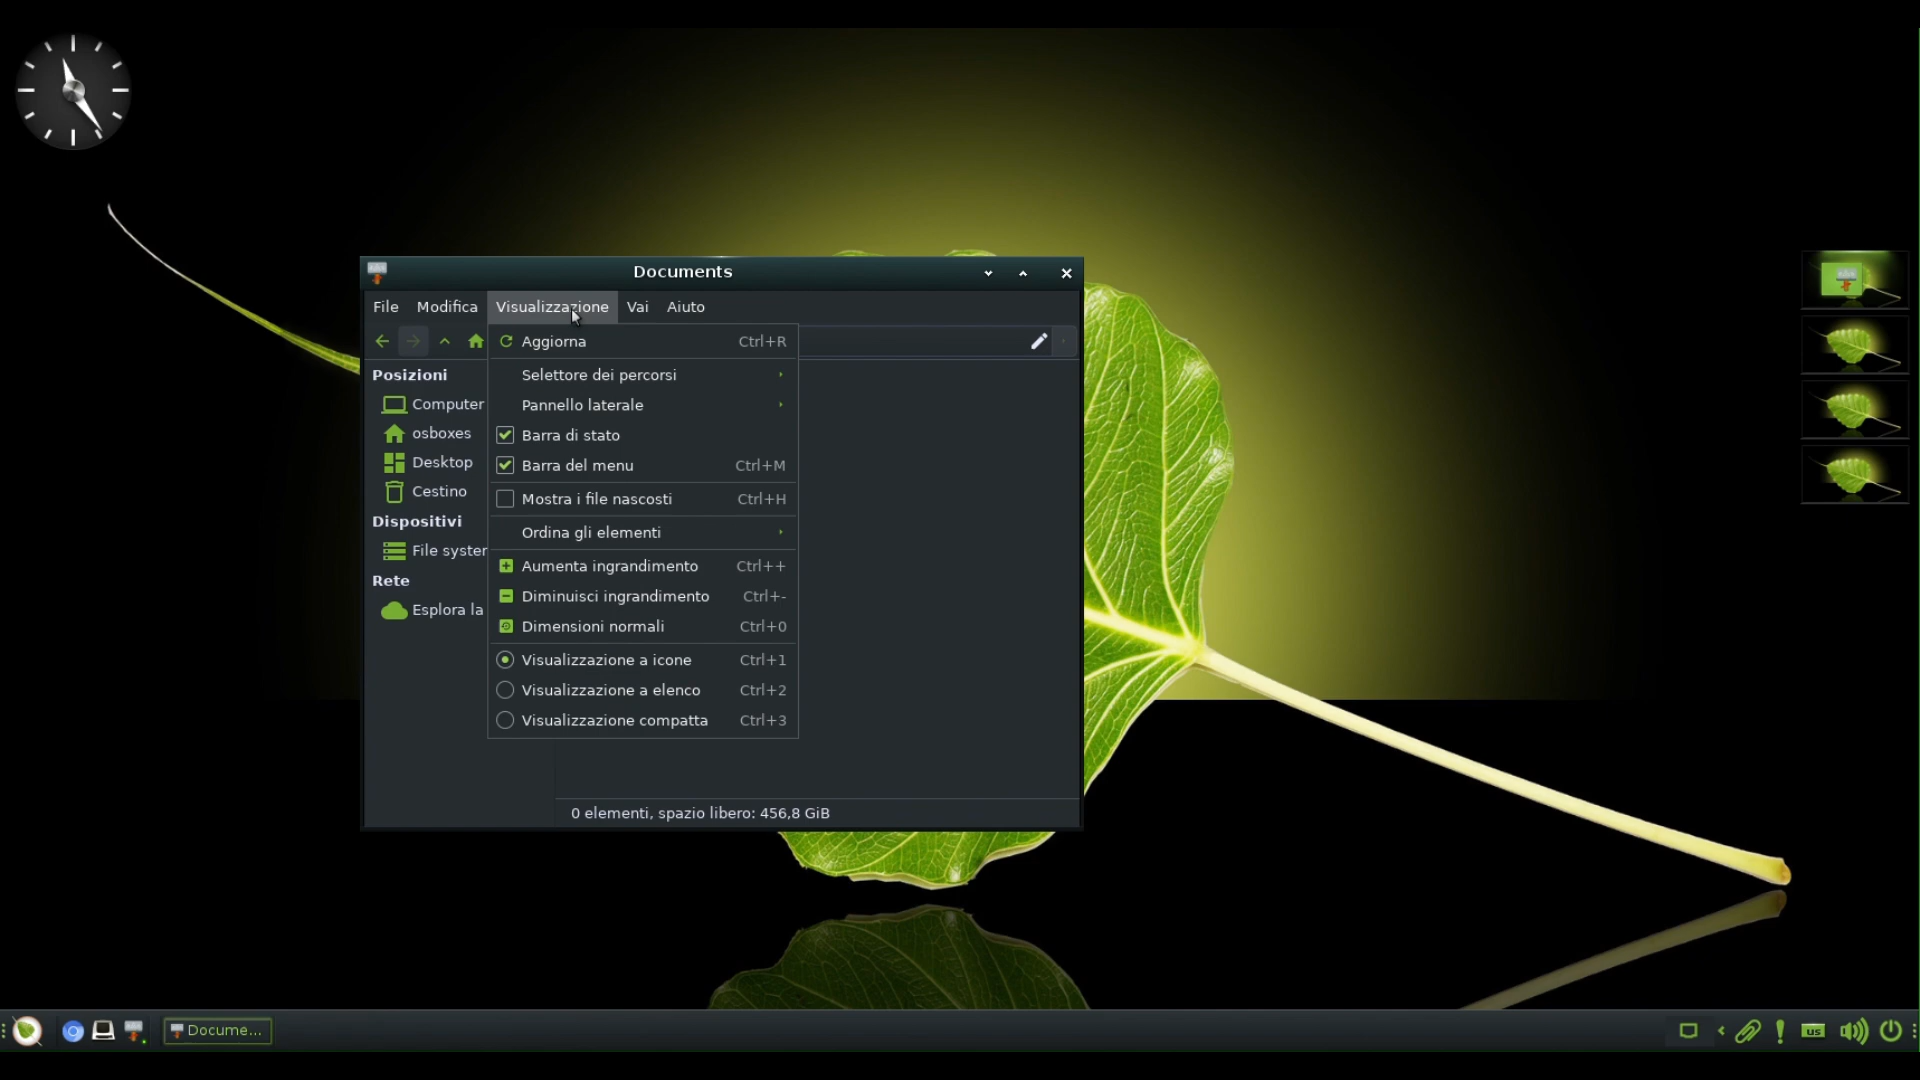 Documents
File Modifica Visualizzazione Vai Aiuto
Aggiorna Ctrl+R
Selettore dei percorsi
Pannello laterale
Barra di stato
Barra del menu Ctrl+M
Mostra i file nascosti Ctrl+H
Ordina gli elementi
Aumenta ingrandimento Ctrl++
Diminuisci ingrandimento Ctrl+-
Dimensioni normali Ctrl+0
Visualizzazione a icone Ctrl+1
Visualizzazione a elenco Ctrl+2
Visualizzazione compatta Ctrl+3
Posizioni
Computer
osboxes
Desktop
Cestino
Dispositivi
File syster
Rete
Esplora la
0 elementi, spazio libero: 456,8 GiB
Docume...
us